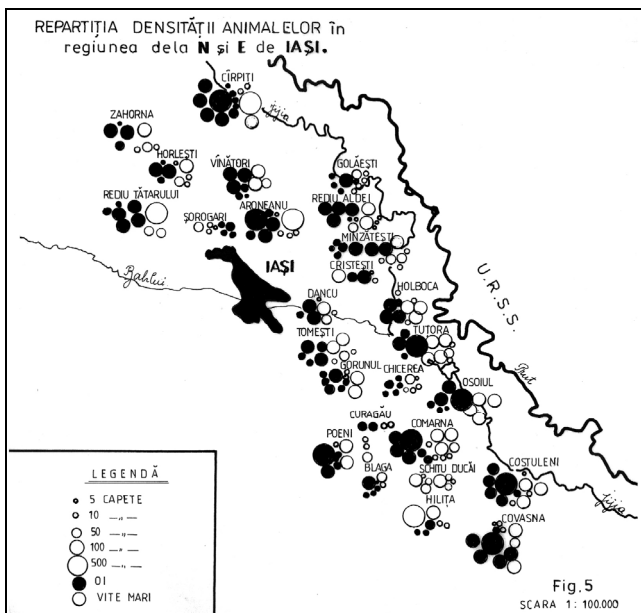 REPARTIȚIA DENSITĂȚII ANIMALELOR în
regiunea dela N și E de IAȘI.
CÎRPITI
Jijia
ZAHORNA
HORLEȘTI
VÎNĂTORI
GOLĂEȘTI
REDIU TĂTARULUI
ȘOROGARI
ARONEANU
REDIU ALDEI
MÎNZĂTEȘTI
IAȘI
CRISTEȘTI
Bahlui
U.R.S.S.
DANCU
HOLBOCA
TOMEȘTI
TUTORA
Prut
GORUNUL
CHICEREA
OSOIUL
CURAGĂU
COMARNA
POENI
BLAGA
SCHITU DUCĂI
COSTULENI
HILIȚA
Jijia
COVASNA
LEGENDĂ
5 CAPETE
10 — „ —
50 — „ —
100 — „ —
500 — „ —
OI
VITE MARI
Fig. 5
SCARA 1: 100.000